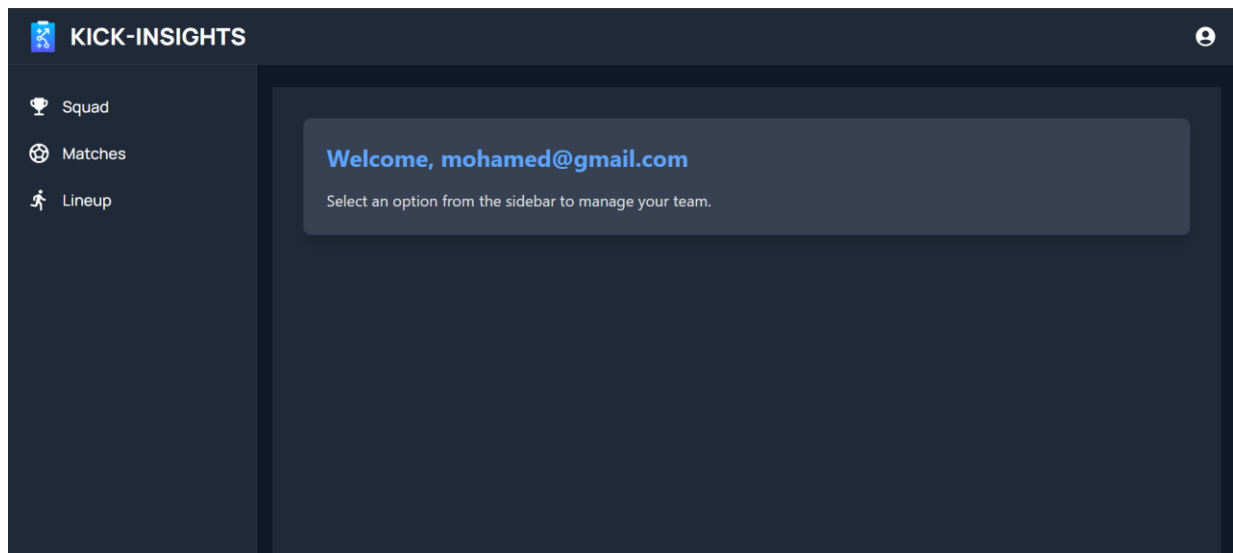 KICK-INSIGHTS
Squad
Matches
Lineup
Welcome, mohamed@gmail.com
Select an option from the sidebar to manage your team.